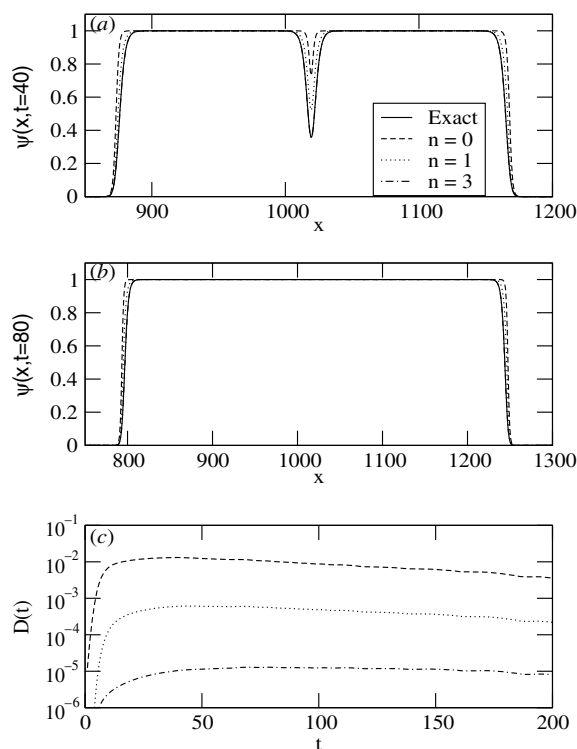 (a)
ψ(x,t=40)
1
0.8
0.6
0.4
0.2
0
Exact
n = 0
n = 1
n = 3
900 1000 1100 1200
x
(b)
ψ(x,t=80)
1
0.8
0.6
0.4
0.2
0
800 900 1000 1100 1200 1300
x
(c)
D(t)
10⁻¹
10⁻²
10⁻³
10⁻⁴
10⁻⁵
10⁻⁶
0 50 100 150 200
t